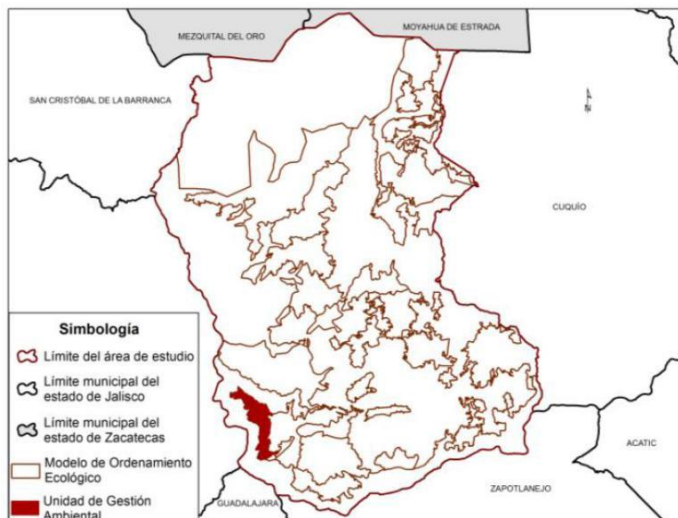 MEZQUITAL DEL ORO
MOYAHUA DE ESTRADA
SAN CRISTÓBAL DE LA BARRANCA
N
CUQUÍO
Simbología
Límite del área de estudio
Límite municipal del
estado de Jalisco
Límite municipal del
estado de Zacatecas
Modelo de Ordenamiento
Ecológico
Unidad de Gestión
Ambiental
GUADALAJARA
ZAPOTLANEJO
ACATIC